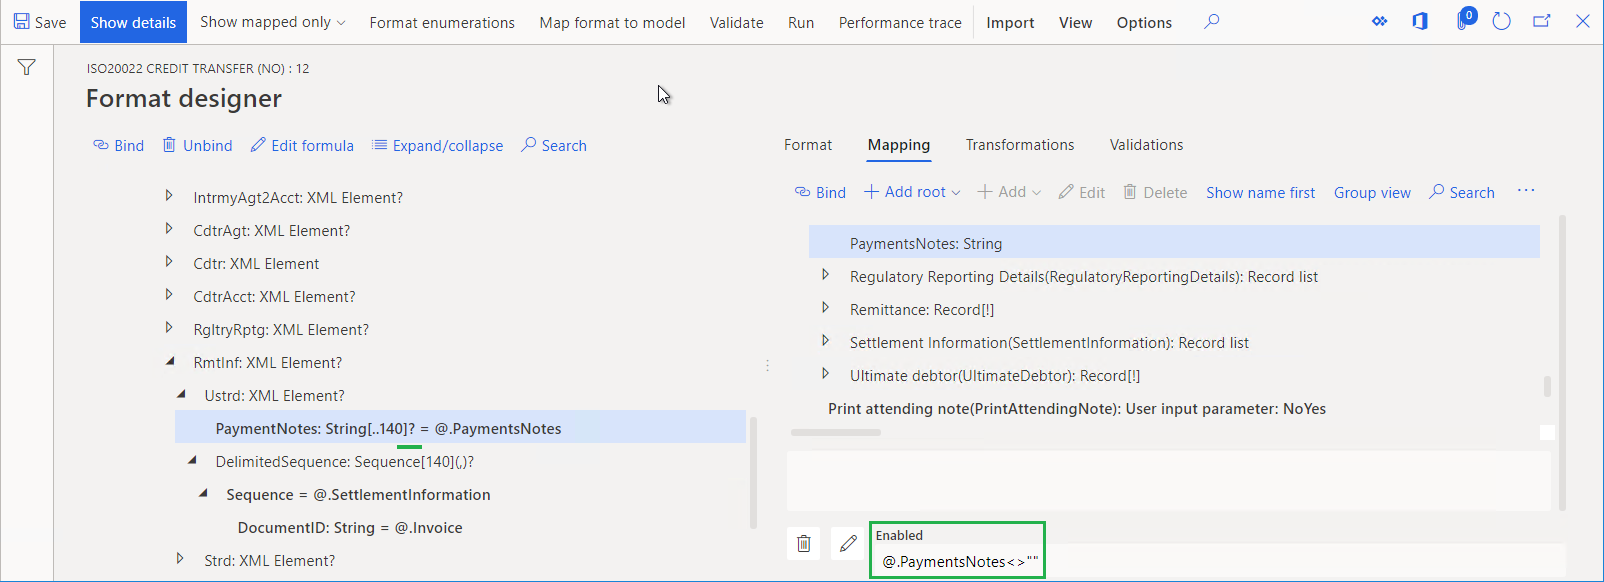 Save Show details Show mapped only Format enumerations Map format to model Validate Run Performance trace Import View Options 0
ISO20022 CREDIT TRANSFER (NO) : 12
Format designer
Bind Unbind Edit formula Expand/collapse Search
IntrmyAgt2Acct: XML Element?
CdtrAgt: XML Element?
Cdtr: XML Element
CdtrAcct: XML Element?
RgltryRptg: XML Element?
RmtInf: XML Element?
Ustrd: XML Element?
PaymentNotes: String[..140]? = @.PaymentsNotes
DelimitedSequence: Sequence[140](,)?
Sequence = @.SettlementInformation
DocumentID: String = @.Invoice
Strd: XML Element?
Format Mapping Transformations Validations
Bind Add root Add Edit Delete Show name first Group view Search ...
PaymentsNotes: String
Regulatory Reporting Details(RegulatoryReportingDetails): Record list
Remittance: Record[!]
Settlement Information(SettlementInformation): Record list
Ultimate debtor(UltimateDebtor): Record[!]
Print attending note(PrintAttendingNote): User input parameter: NoYes
Enabled
@.PaymentsNotes<>""